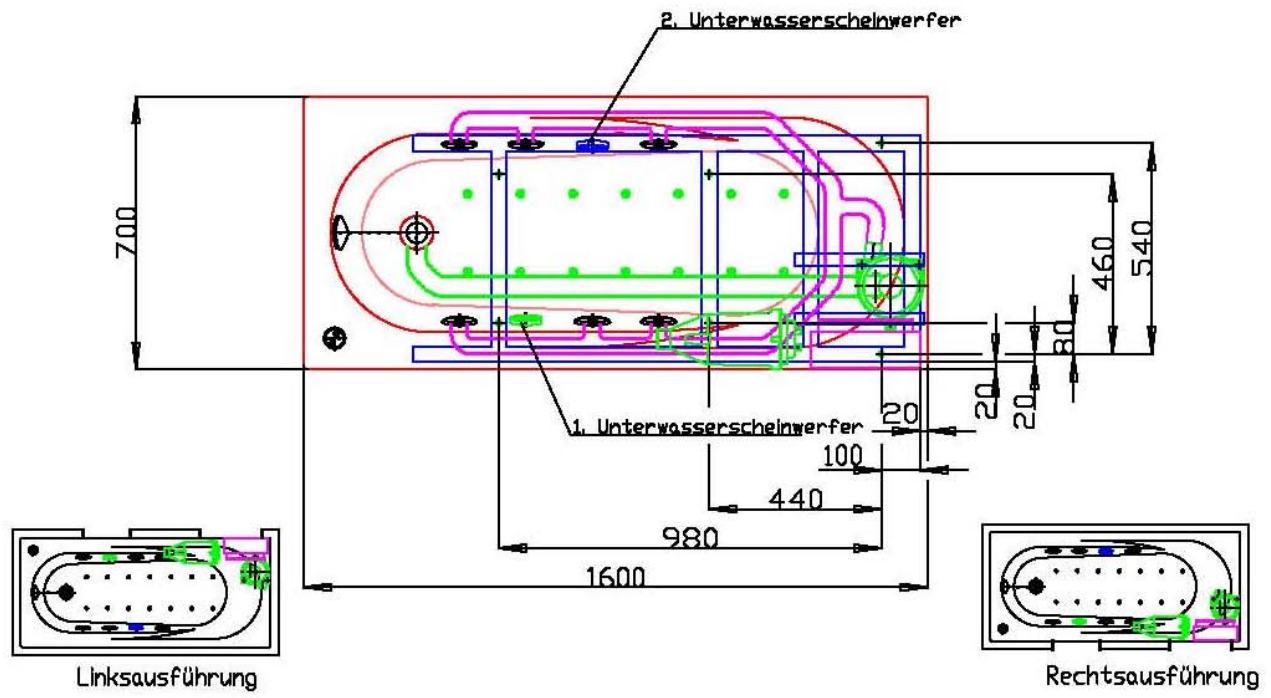 2. Unterwasserscheinwerfer
700
460
540
80
20
20
20
1. Unterwasserscheinwerfer
100
440
980
1600
Linksausführung
Rechtsausführung